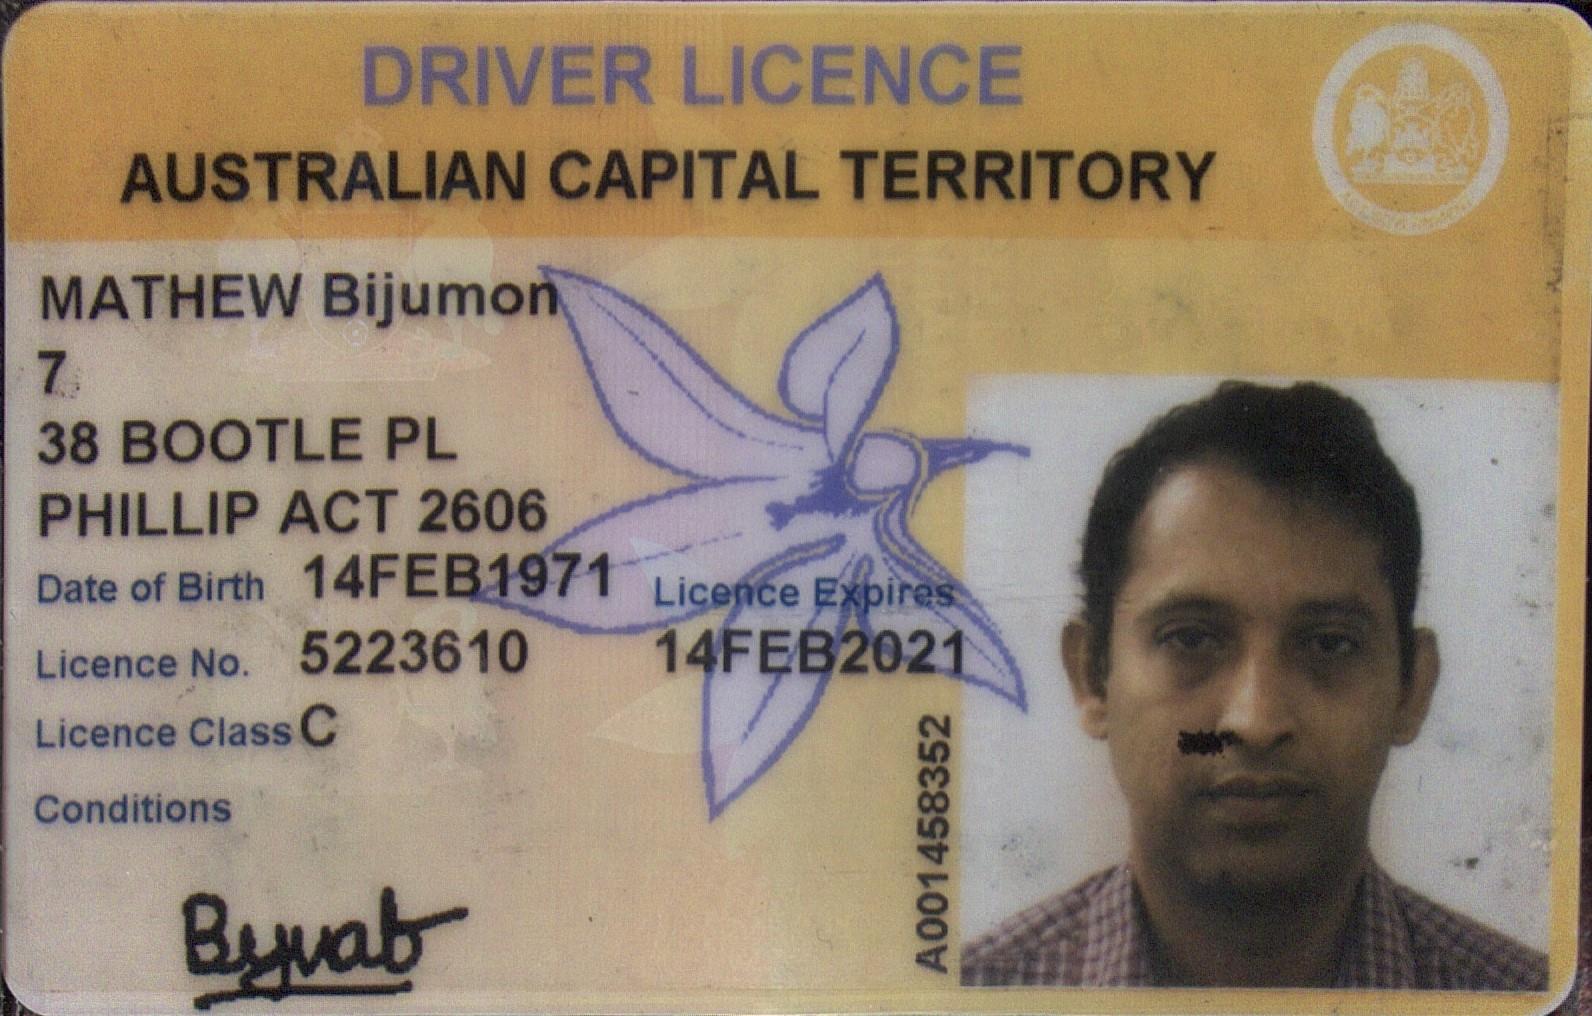 DRIVER LICENCE
AUSTRALIAN CAPITAL TERRITORY
MATHEW Bijumon
7
38 BOOTLE PL
PHILLIP ACT 2606
Date of Birth 14FEB1971 Licence Expires
Licence No. 5223610 14FEB2021
Licence Class C
Conditions
A001458352